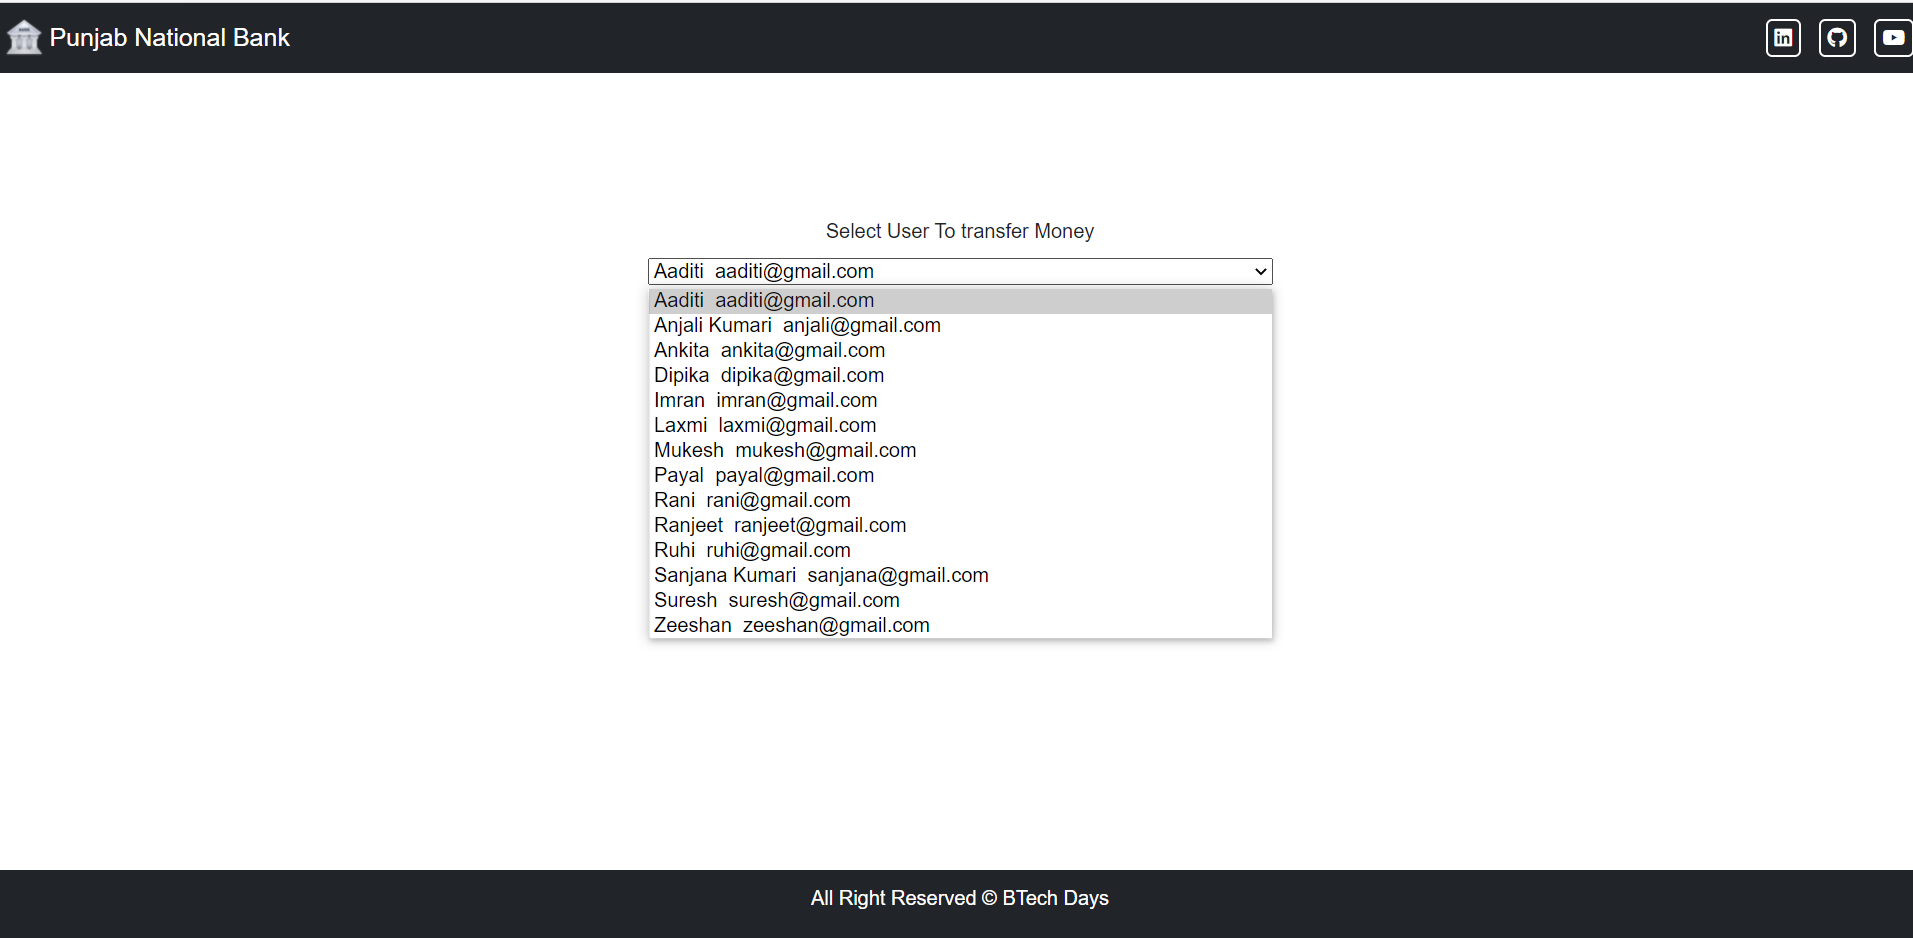 Punjab National Bank
Select User To transfer Money
Aaditi  aaditi@gmail.com
Aaditi  aaditi@gmail.com
Anjali Kumari  anjali@gmail.com
Ankita  ankita@gmail.com
Dipika  dipika@gmail.com
Imran  imran@gmail.com
Laxmi  laxmi@gmail.com
Mukesh  mukesh@gmail.com
Payal  payal@gmail.com
Rani  rani@gmail.com
Ranjeet  ranjeet@gmail.com
Ruhi  ruhi@gmail.com
Sanjana Kumari  sanjana@gmail.com
Suresh  suresh@gmail.com
Zeeshan  zeeshan@gmail.com
All Right Reserved © BTech Days